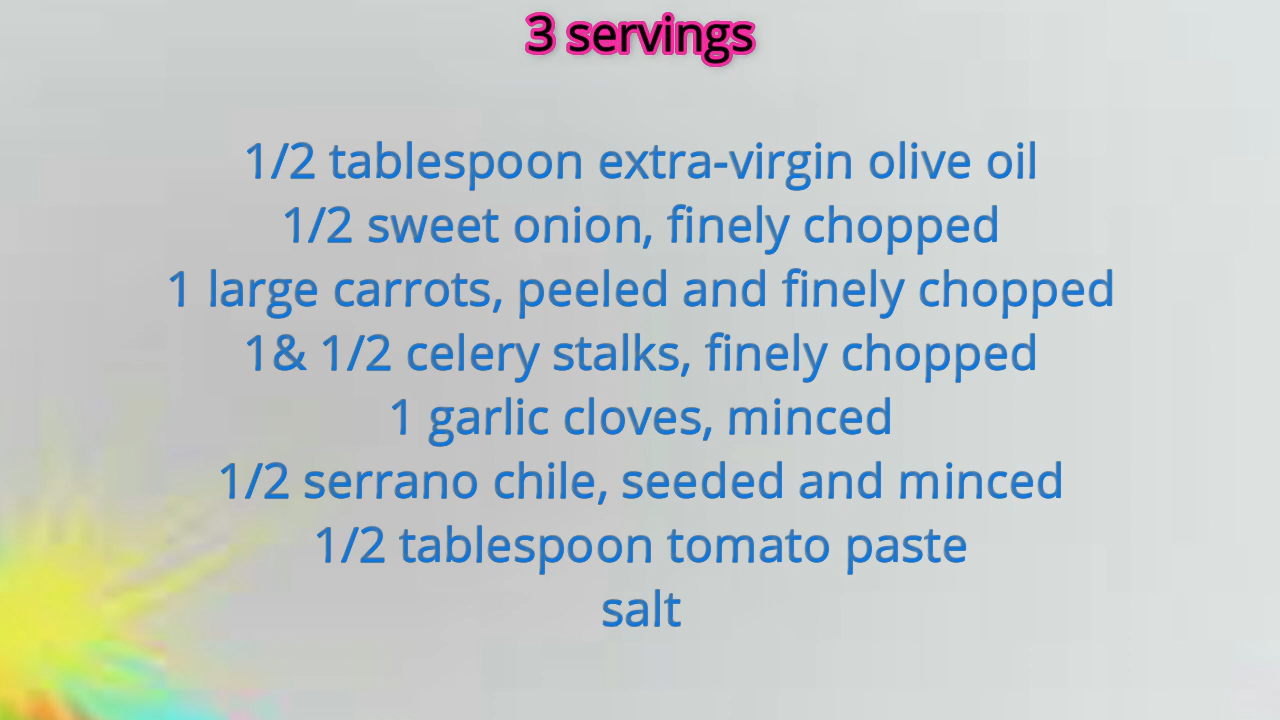 3 servings
1/2 tablespoon extra-virgin olive oil
1/2 sweet onion, finely chopped
1 large carrots, peeled and finely chopped
1& 1/2 celery stalks, finely chopped
1 garlic cloves, minced
1/2 serrano chile, seeded and minced
1/2 tablespoon tomato paste
salt